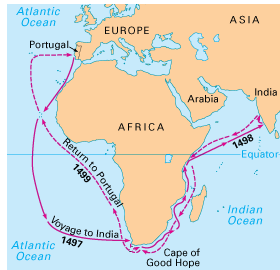 Atlantic
Ocean
ASIA
EUROPE
Portugal
India
Arabia
AFRICA
1498
Equator
Return to Portugal
1499
Indian
Ocean
Voyage to India
1497
Atlantic
Ocean
Cape of
Good Hope